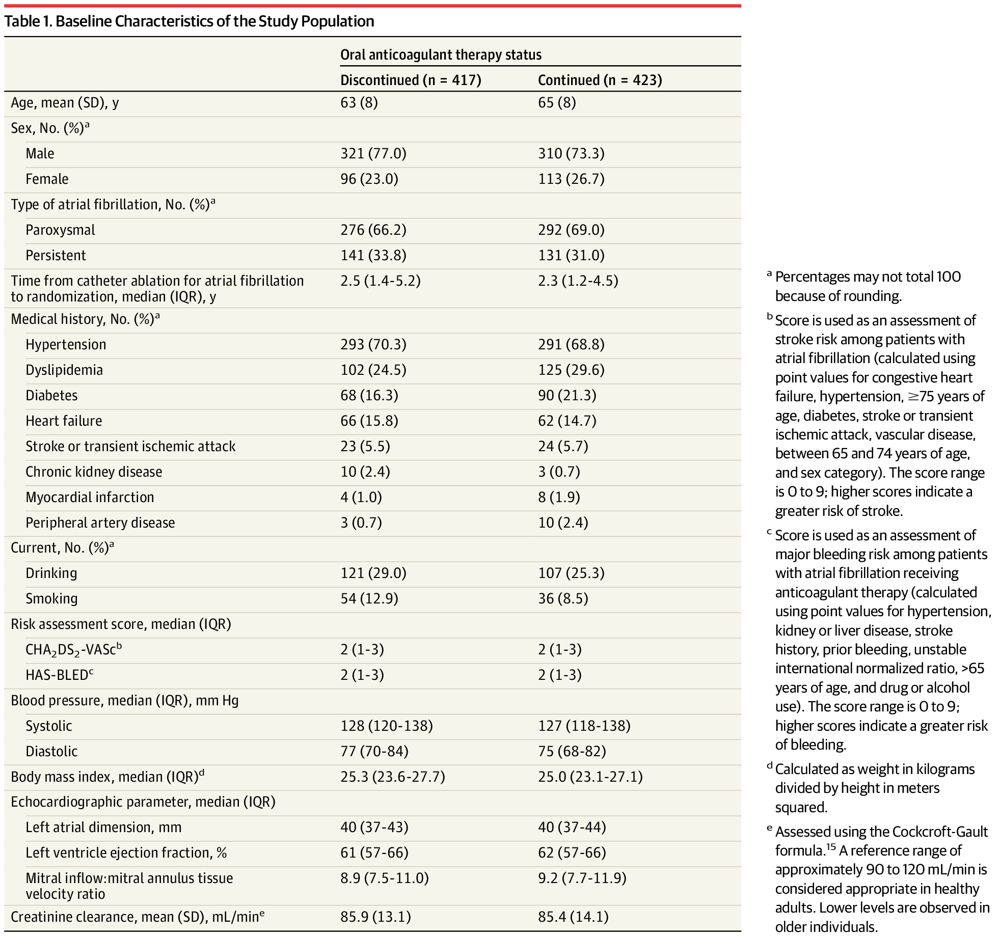 Table 1. Baseline Characteristics of the Study Population
Oral anticoagulant therapy status
Discontinued (n = 417) Continued (n = 423)
Age, mean (SD), y 63 (8) 65 (8)
Sex, No. (%)a
Male 321 (77.0) 310 (73.3)
Female 96 (23.0) 113 (26.7)
Type of atrial fibrillation, No. (%)a
Paroxysmal 276 (66.2) 292 (69.0)
Persistent 141 (33.8) 131 (31.0)
Time from catheter ablation for atrial fibrillation 2.5 (1.4-5.2) 2.3 (1.2-4.5)
to randomization, median (IQR), y
Medical history, No. (%)a
Hypertension 293 (70.3) 291 (68.8)
Dyslipidemia 102 (24.5) 125 (29.6)
Diabetes 68 (16.3) 90 (21.3)
Heart failure 66 (15.8) 62 (14.7)
Stroke or transient ischemic attack 23 (5.5) 24 (5.7)
Chronic kidney disease 10 (2.4) 3 (0.7)
Myocardial infarction 4 (1.0) 8 (1.9)
Peripheral artery disease 3 (0.7) 10 (2.4)
Current, No. (%)a
Drinking 121 (29.0) 107 (25.3)
Smoking 54 (12.9) 36 (8.5)
Risk assessment score, median (IQR)
CHA2DS2-VAScb 2 (1-3) 2 (1-3)
HAS-BLEDc 2 (1-3) 2 (1-3)
Blood pressure, median (IQR), mm Hg
Systolic 128 (120-138) 127 (118-138)
Diastolic 77 (70-84) 75 (68-82)
Body mass index, median (IQR)d 25.3 (23.6-27.7) 25.0 (23.1-27.1)
Echocardiographic parameter, median (IQR)
Left atrial dimension, mm 40 (37-43) 40 (37-44)
Left ventricle ejection fraction, % 61 (57-66) 62 (57-66)
Mitral inflow:mitral annulus tissue 8.9 (7.5-11.0) 9.2 (7.7-11.9)
velocity ratio
Creatinine clearance, mean (SD), mL/mine 85.9 (13.1) 85.4 (14.1)
a Percentages may not total 100
because of rounding.
b Score is used as an assessment of
stroke risk among patients with
atrial fibrillation (calculated using
point values for congestive heart
failure, hypertension, ≥75 years of
age, diabetes, stroke or transient
ischemic attack, vascular disease,
between 65 and 74 years of age,
and sex category). The score range
is 0 to 9; higher scores indicate a
greater risk of stroke.
c Score is used as an assessment of
major bleeding risk among patients
with atrial fibrillation receiving
anticoagulant therapy (calculated
using point values for hypertension,
kidney or liver disease, stroke
history, prior bleeding, unstable
international normalized ratio, >65
years of age, and drug or alcohol
use). The score range is 0 to 9;
higher scores indicate a greater risk
of bleeding.
d Calculated as weight in kilograms
divided by height in meters
squared.
e Assessed using the Cockcroft-Gault
formula.15 A reference range of
approximately 90 to 120 mL/min is
considered appropriate in healthy
adults. Lower levels are observed in
older individuals.